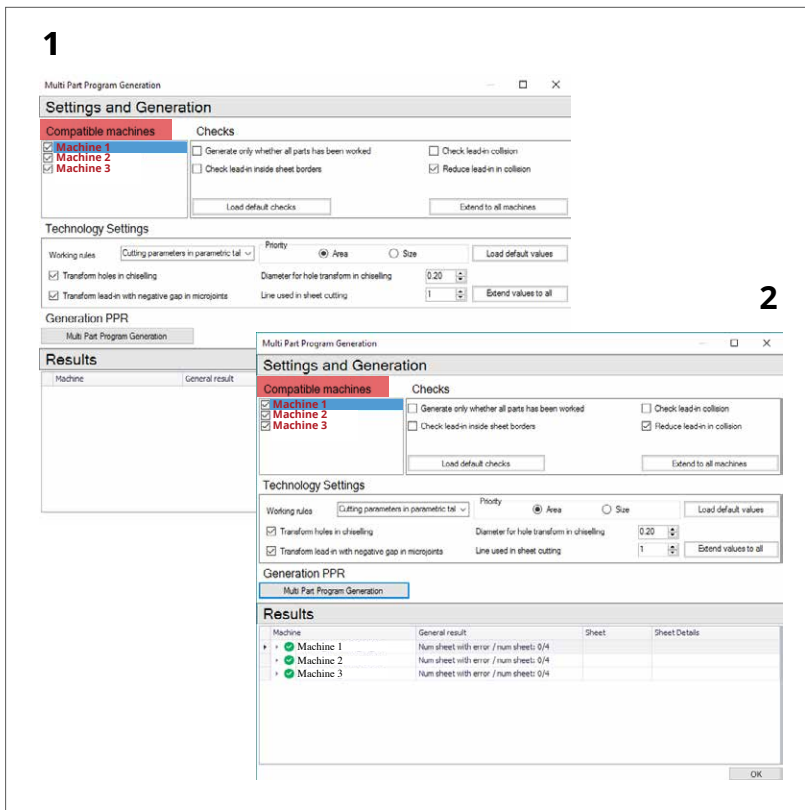 1
Multi Part Program Generation
Settings and Generation
Compatible machines Checks
Machine 1
Machine 2
Machine 3
Generate only whether all parts has been worked Check lead-in collision
Check lead-in inside sheet borders Reduce lead-in in collision
Load default checks Extend to all machines
Technology Settings
Working rules Cutting parameters in parametric tal Priority Area Size Load default values
Transform holes in chiselling Diameter for hole transform in chiselling 0.20
Transform lead-in with negative gap in microjoints Line used in sheet cutting 1 Extend values to all
Generation PPR
Multi Part Program Generation
Results
Machine General result
2
Multi Part Program Generation
Settings and Generation
Compatible machines Checks
Machine 1
Machine 2
Machine 3
Generate only whether all parts has been worked Check lead-in collision
Check lead-in inside sheet borders Reduce lead-in in collision
Load default checks Extend to all machines
Technology Settings
Working rules Cutting parameters in parametric tal Priority Area Size Load default values
Transform holes in chiselling Diameter for hole transform in chiselling 0.20
Transform lead-in with negative gap in microjoints Line used in sheet cutting 1 Extend values to all
Generation PPR
Multi Part Program Generation
Results
Machine General result Sheet Sheet Details
Machine 1 Num sheet with error / num sheet: 0/4
Machine 2 Num sheet with error / num sheet: 0/4
Machine 3 Num sheet with error / num sheet: 0/4
OK